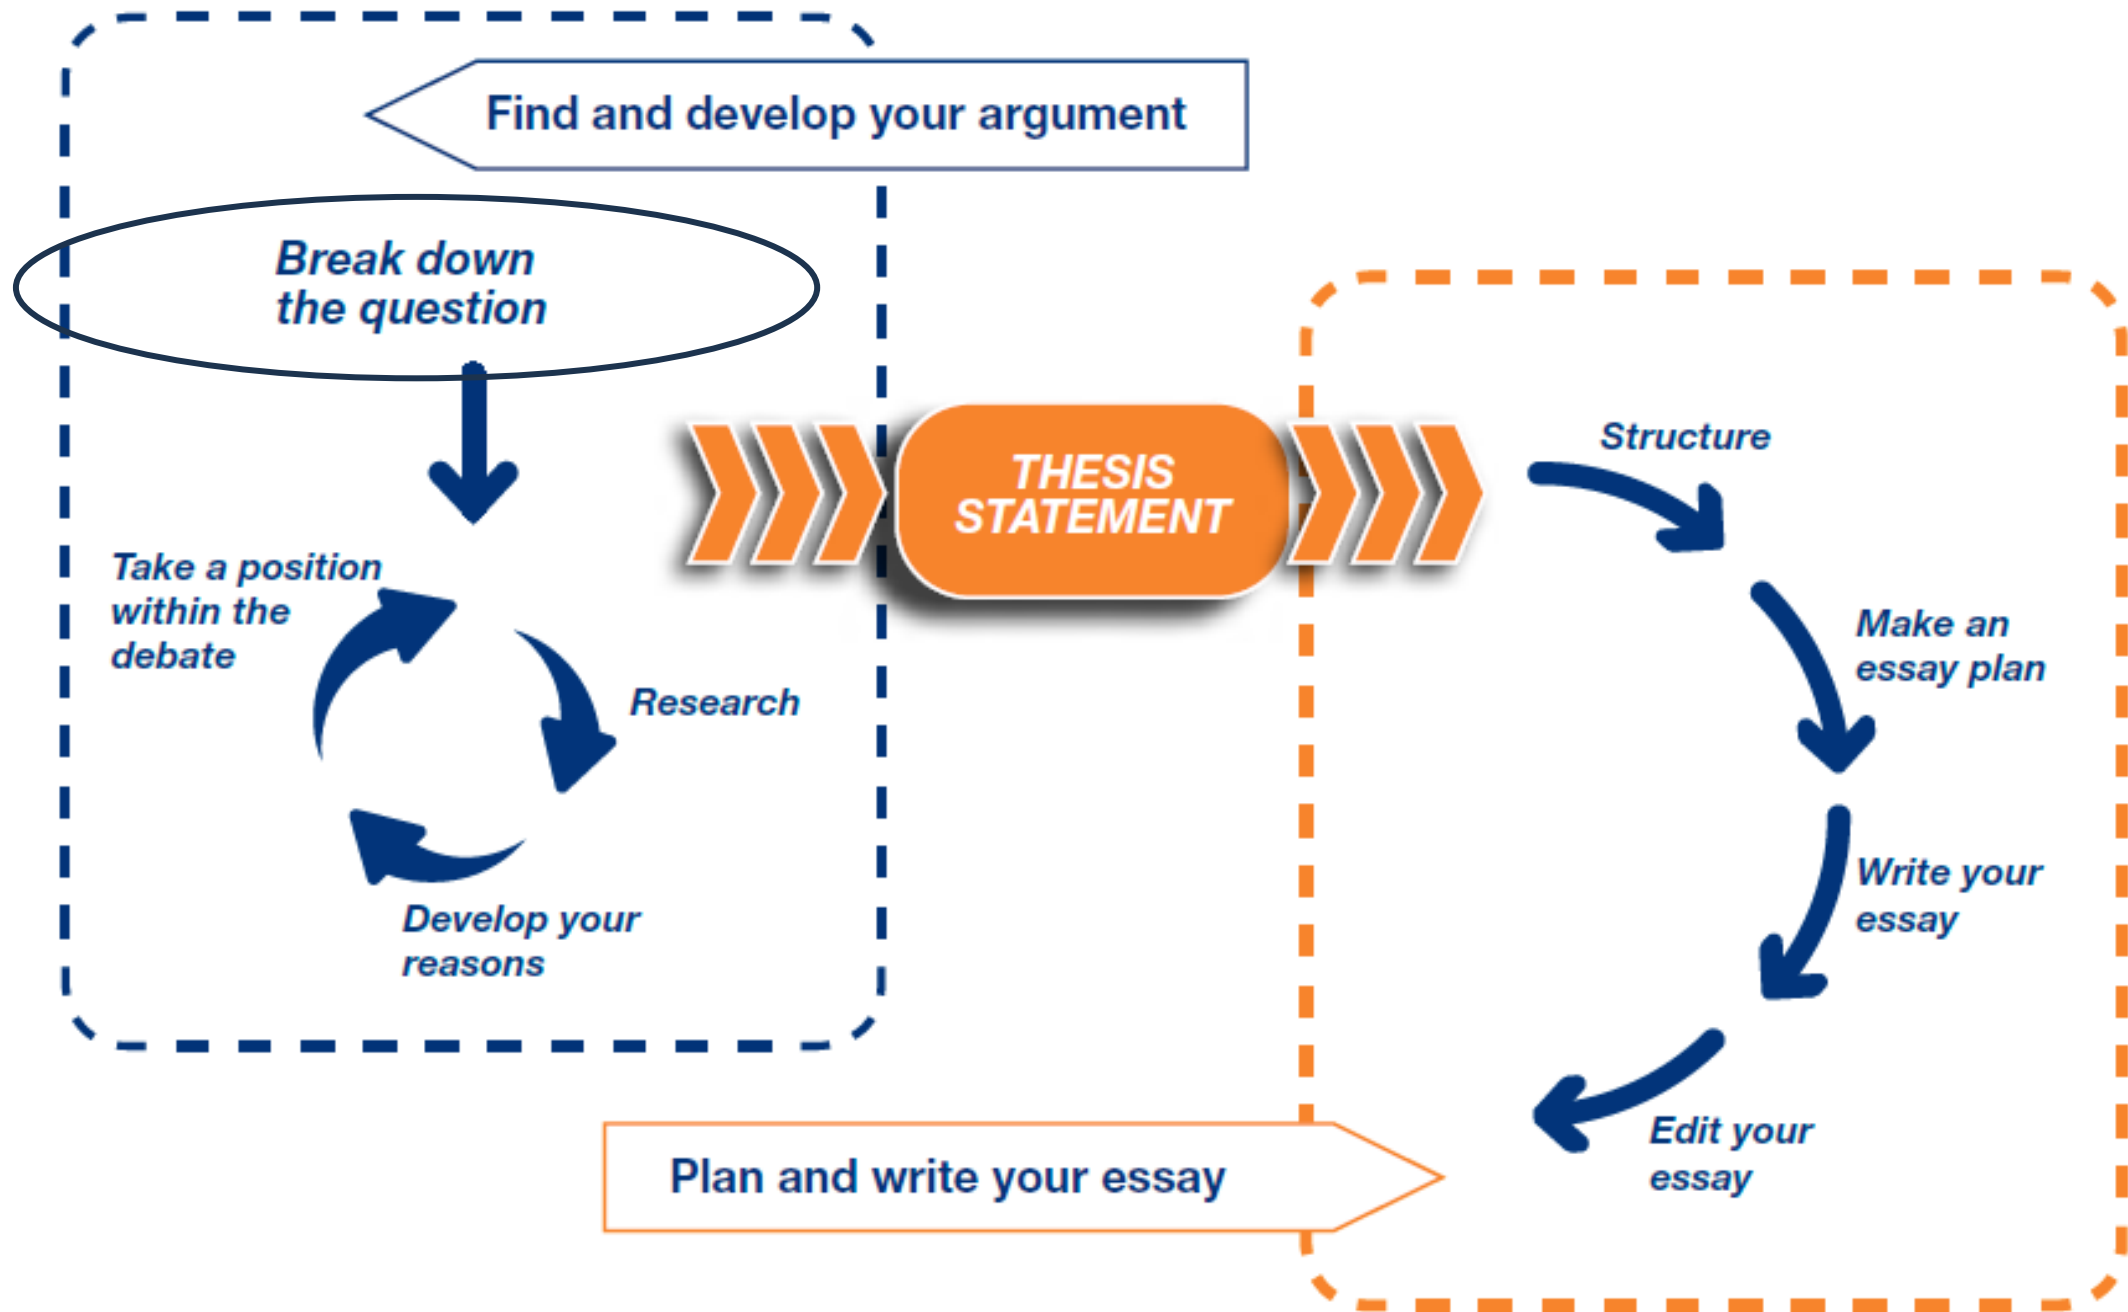 Find and develop your argument
Break down
the question
Take a position
within the
debate
Research
Develop your
reasons
THESIS
STATEMENT
Structure
Make an
essay plan
Write your
essay
Edit your
essay
Plan and write your essay